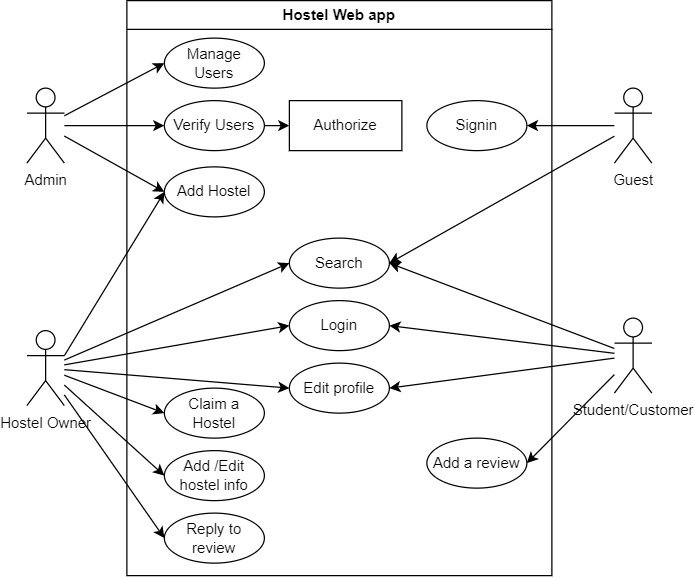 Hostel Web app
Manage
Users
Verify Users
Authorize
Signin
Admin
Guest
Add Hostel
Search
Login
Edit profile
Claim a
Hostel
Hostel Owner
Student/Customer
Add /Edit
hostel info
Add a review
Reply to
review